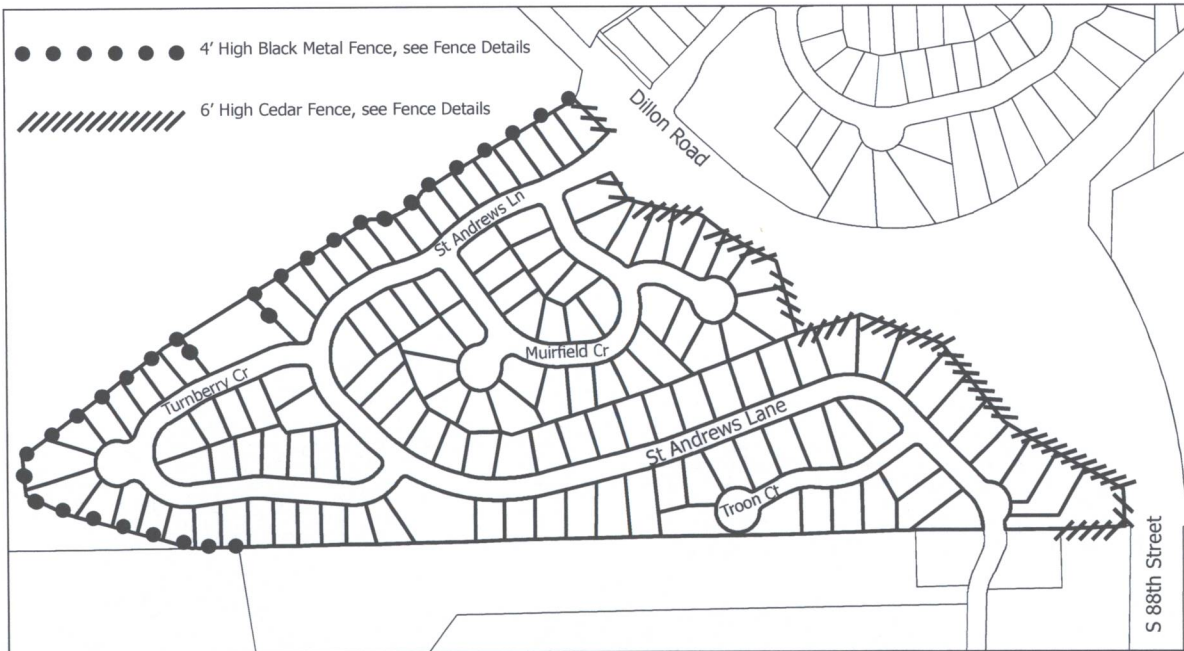 4' High Black Metal Fence, see Fence Details
6' High Cedar Fence, see Fence Details
Dillon Road
St Andrews Ln
Muirfield Cr
Turnberry Cr
St Andrews Lane
Troon Ct
S 88th Street